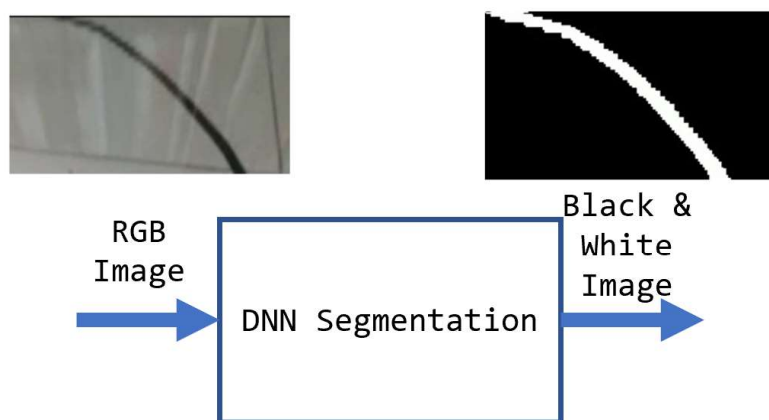 RGB
Image
DNN Segmentation
Black &
White
Image